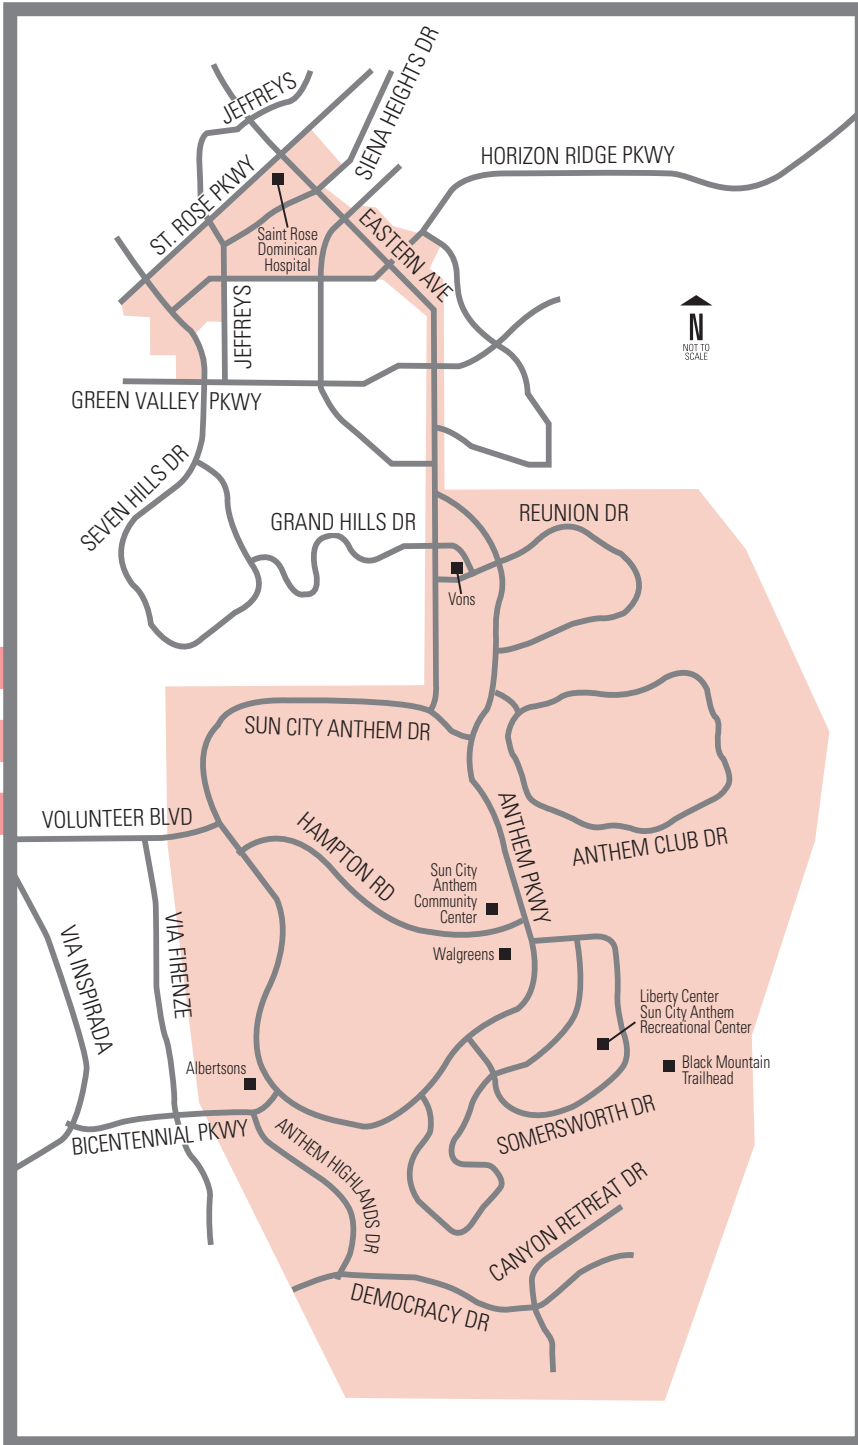 JEFFREYS
SIENA HEIGHTS DR
HORIZON RIDGE PKWY
ST. ROSE PKWY
EASTERN AVE
Saint Rose
Dominican
Hospital
JEFFREYS
N
NOT TO
SCALE
GREEN VALLEY PKWY
SEVEN HILLS DR
GRAND HILLS DR
REUNION DR
Vons
SUN CITY ANTHEM DR
VOLUNTEER BLVD
HAMPTON RD
ANTHEM PKWY
ANTHEM CLUB DR
Sun City
Anthem
Community
Center
Walgreens
VIA INSPIRADA
VIA FIRENZE
Liberty Center
Sun City Anthem
Recreational Center
Black Mountain
Trailhead
Albertsons
BICENTENNIAL PKWY
ANTHEM HIGHLANDS DR
SOMERSWORTH DR
CANYON RETREAT DR
DEMOCRACY DR